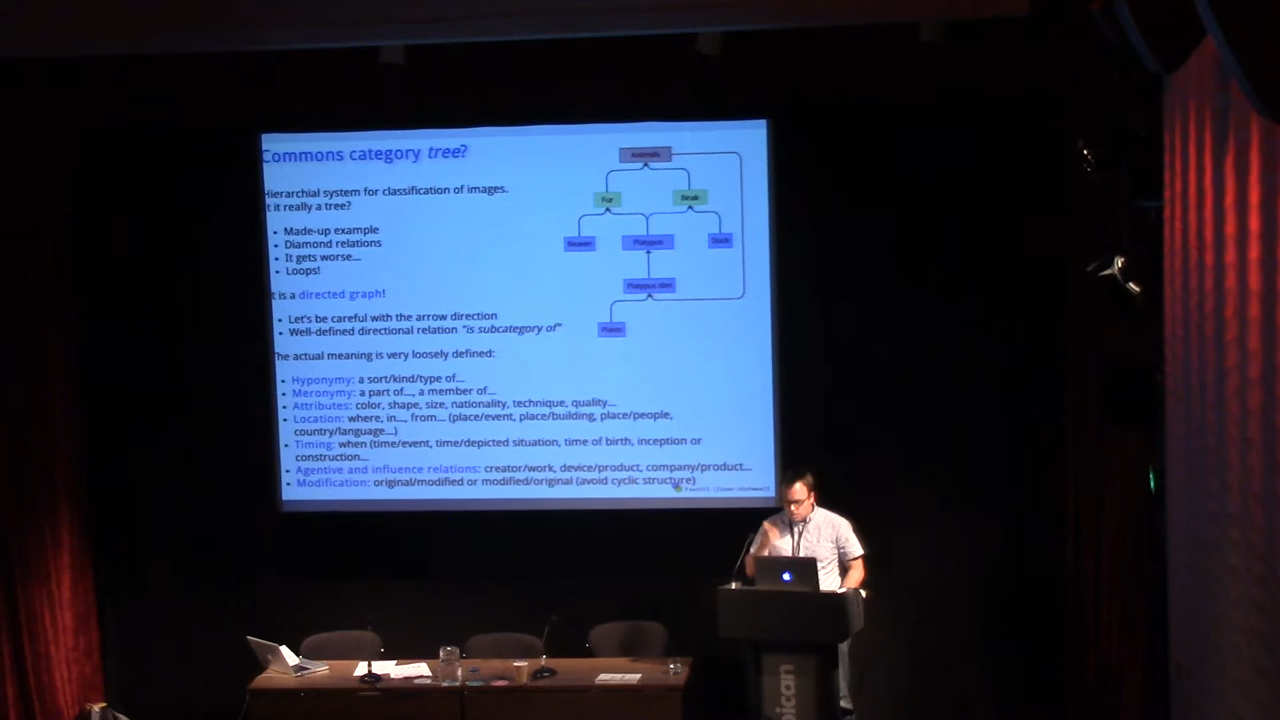 Commons category tree?
Hierarchial system for classification of images.
it really a tree?
• Made-up example
• Diamond relations
• It gets worse...
• Loops!
is a directed graph!
• Let's be careful with the arrow direction
• Well-defined directional relation "is subcategory of"
The actual meaning is very loosely defined:
• Hyponymy: a sort/kind/type of...
• Meronymy: a part of..., a member of...
• Attributes: color, shape, size, nationality, technique, quality...
• Location: where, in..., from... (place/event, place/building, place/people,
country/language...)
• Timing: when (time/event, time/depicted situation, time of birth, inception or
construction...
• Agentive and influence relations: creator/work, device/product, company/product...
• Modification: original/modified or modified/original (avoid cyclic structure)
Animals
Fur
Beak
Beaver
Platypus
Duck
Platypus diet
Plants
bican